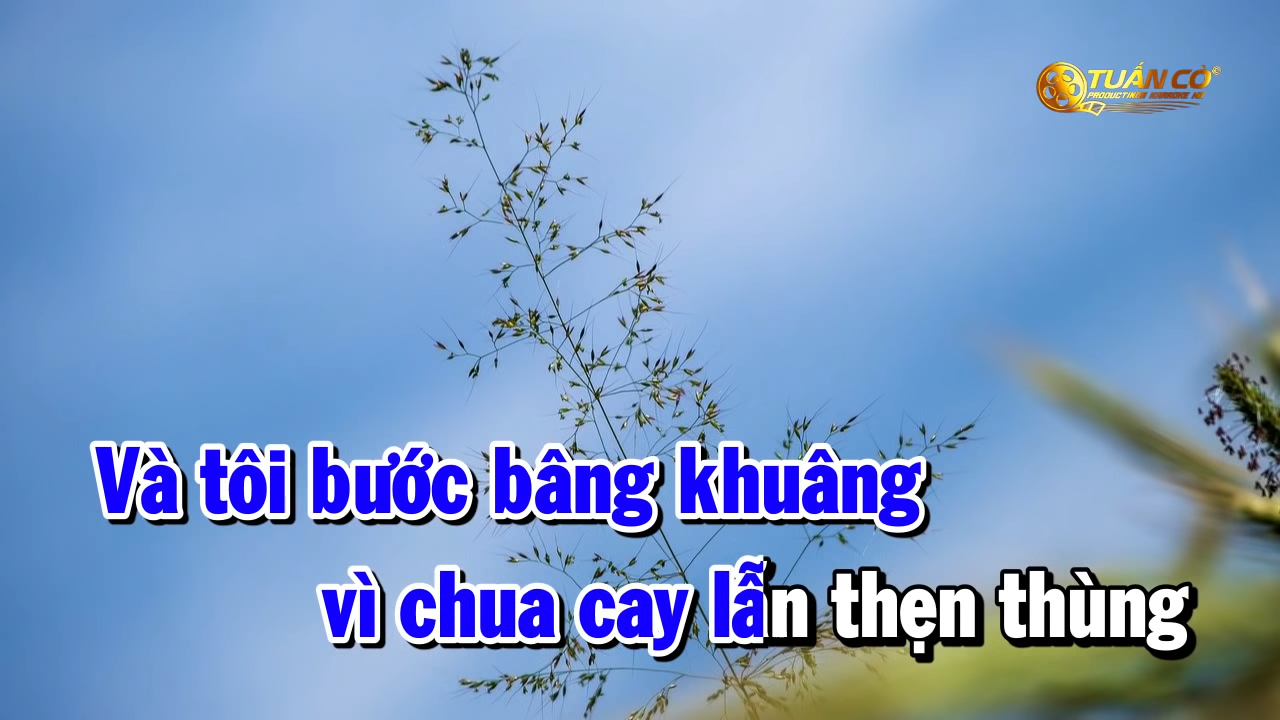 TUẤN CÒ
Và tôi bước bâng khuâng
vì chua cay lẫn thẹn thùng